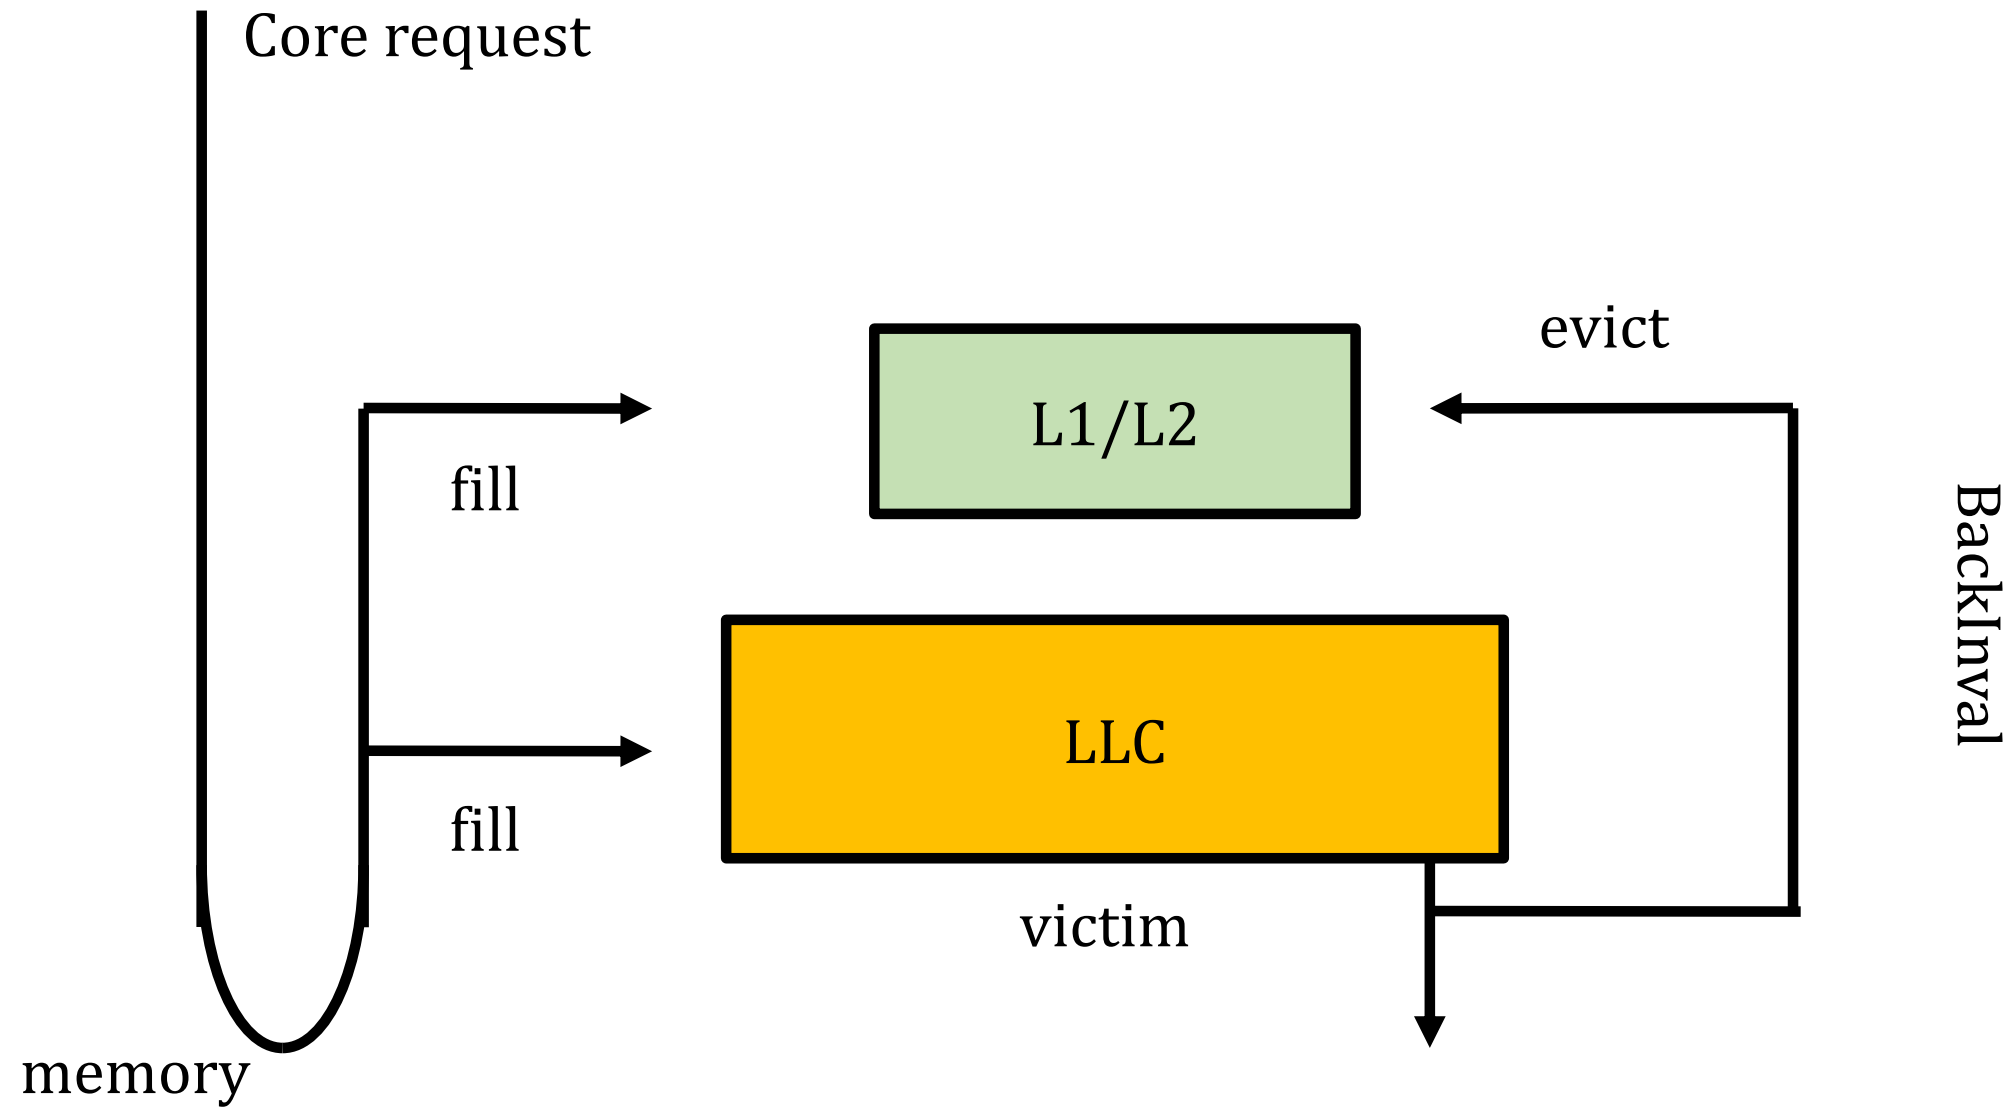 Core request
evict
L1/L2
fill
BackInval
LLC
fill
victim
memory